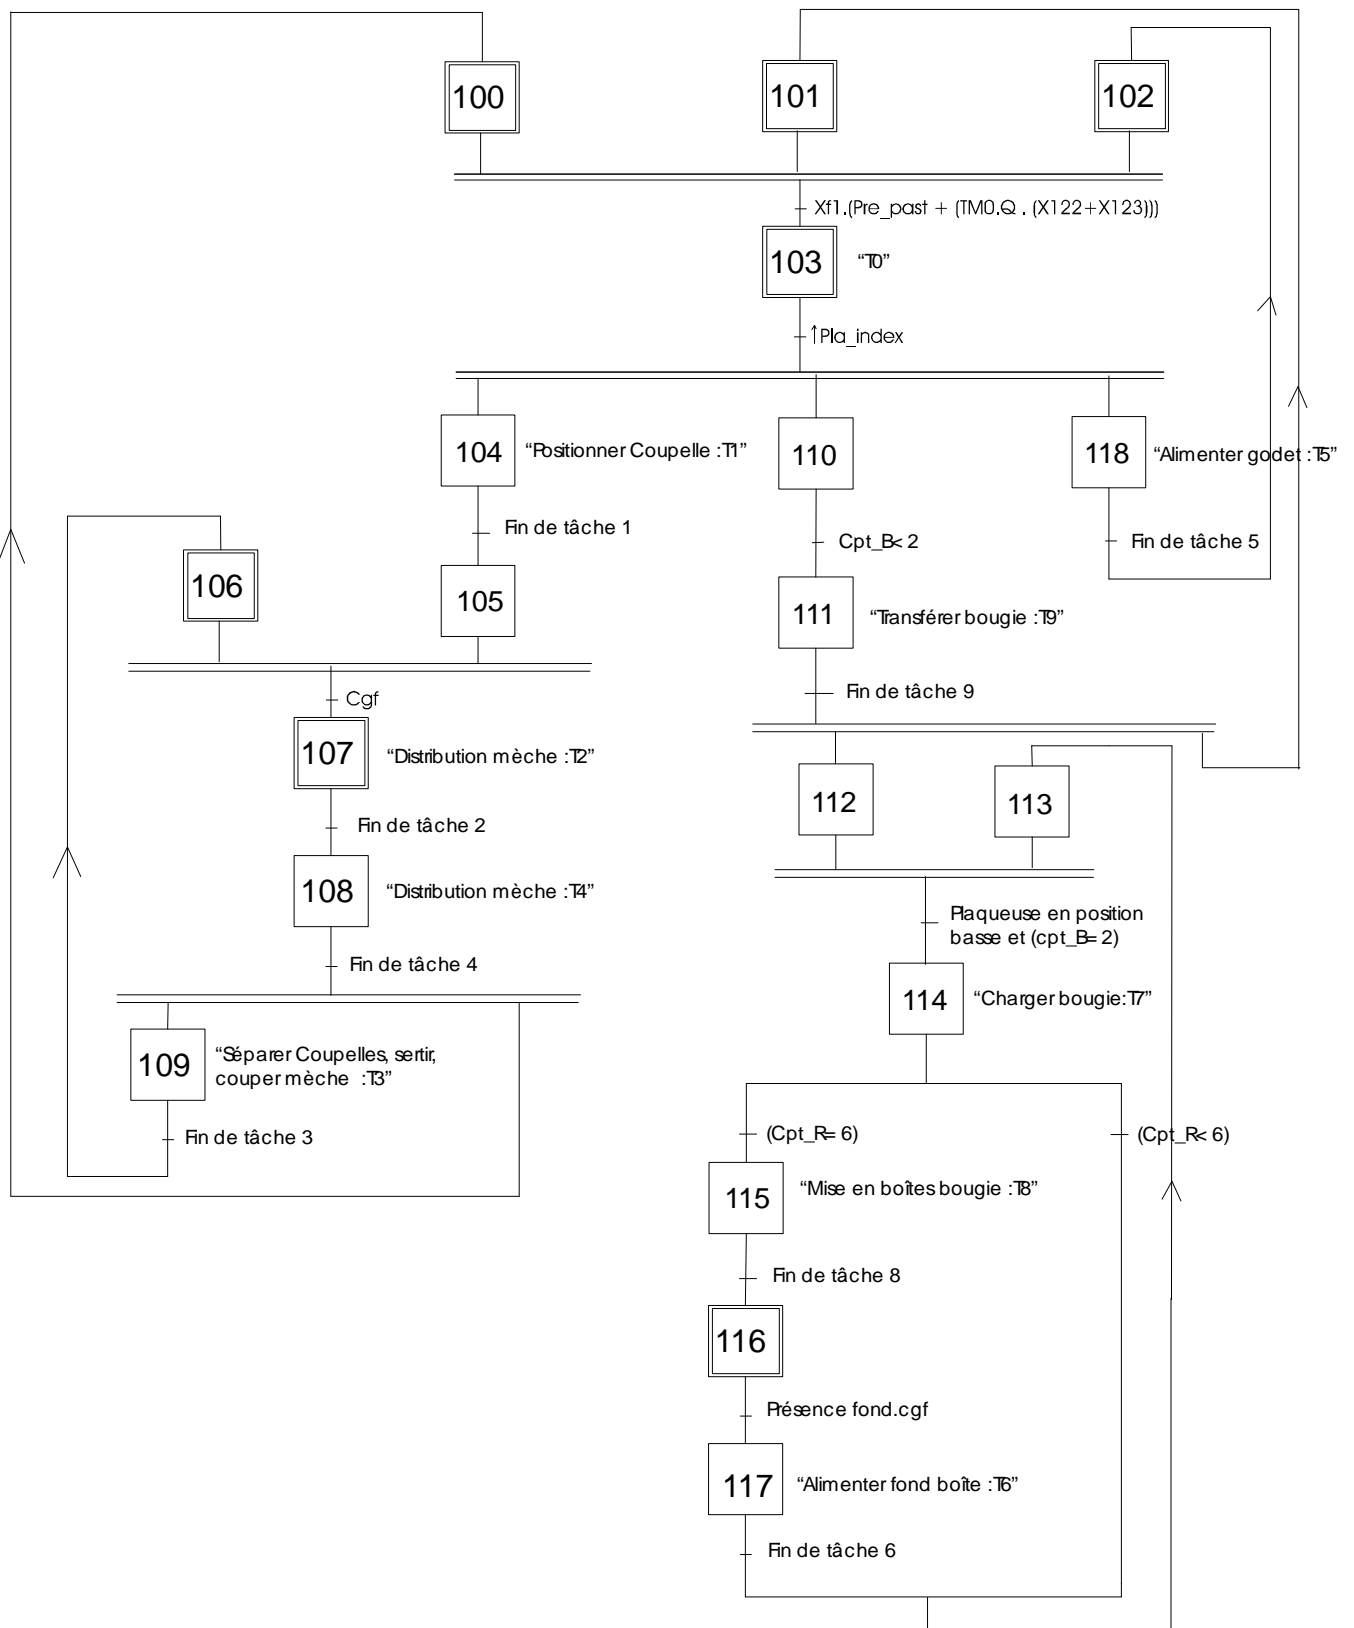 100
101
102
Xf1.(Pre_past + (TM0.Q . (X122+X123)))
103
“T0”
↑Pla_index
104
“Positionner Coupelle :T1”
110
118
“Alimenter godet :T5”
Fin de tâche 1
Cpt_B< 2
Fin de tâche 5
106
105
111
“Transférer bougie :T9”
Cgf
Fin de tâche 9
107
“Distribution mèche :T2”
112
113
Fin de tâche 2
108
“Distribution mèche :T4”
Plaqueuse en position
basse et (cpt_B= 2)
Fin de tâche 4
114
“Charger bougie:T7”
109
“Séparer Coupelles, sertir,
couper mèche :T3”
Fin de tâche 3
(Cpt_R= 6)
(Cpt_R< 6)
115
“Mise en boîtes bougie :T8”
Fin de tâche 8
116
Présence fond.cgf
117
“Alimenter fond boîte :T6”
Fin de tâche 6